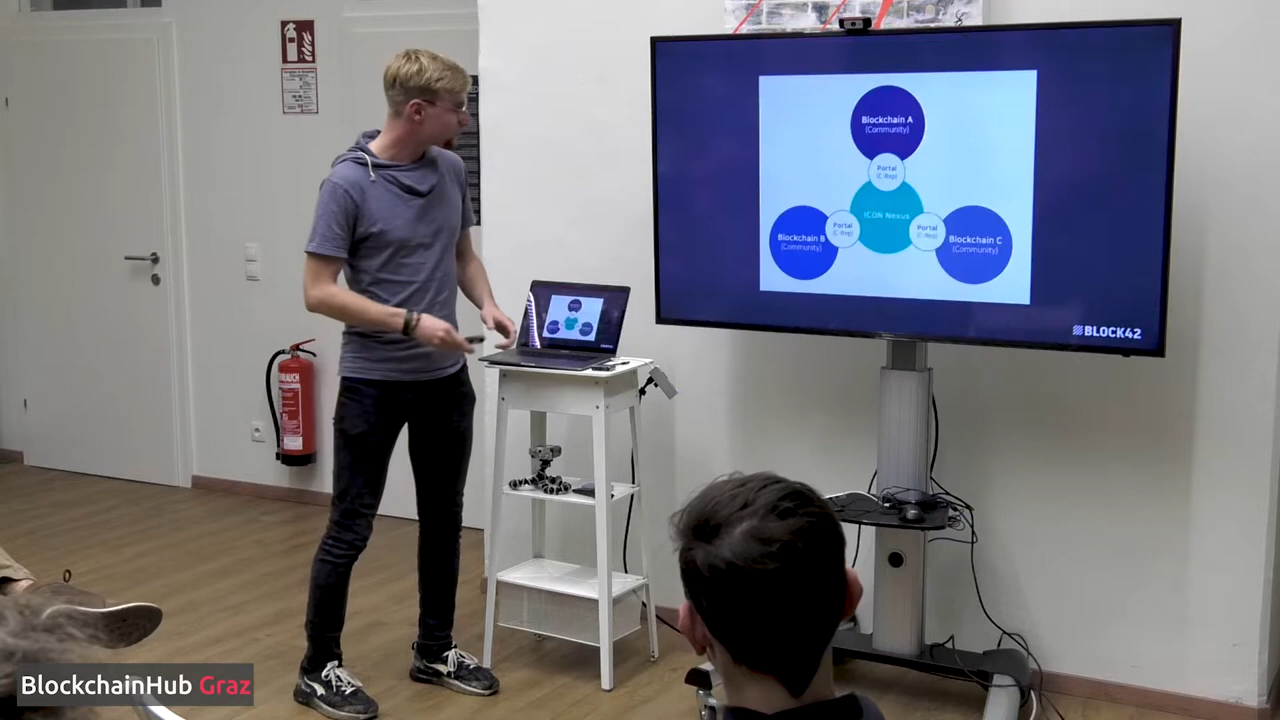 Blockchain A
(Community)
Portal
(C-Rep)
ICON Nexus
Blockchain B
(Community)
Portal
(C-Rep)
Portal
(C-Rep)
Blockchain C
(Community)
BLOCK42
BlockchainHub Graz